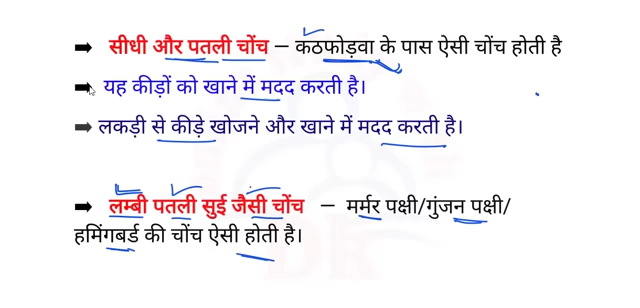 ➡ सीधी और पतली चोंच – कठफोड़वा के पास ऐसी चोंच होती है
➡ यह कीड़ों को खाने में मदद करती है।
➡ लकड़ी से कीड़े खोजने और खाने में मदद करती है।
➡ लम्बी पतली सुई जैसी चोंच – मर्मर पक्षी/गुंजन पक्षी/
हमिंगबर्ड की चोंच ऐसी होती है।